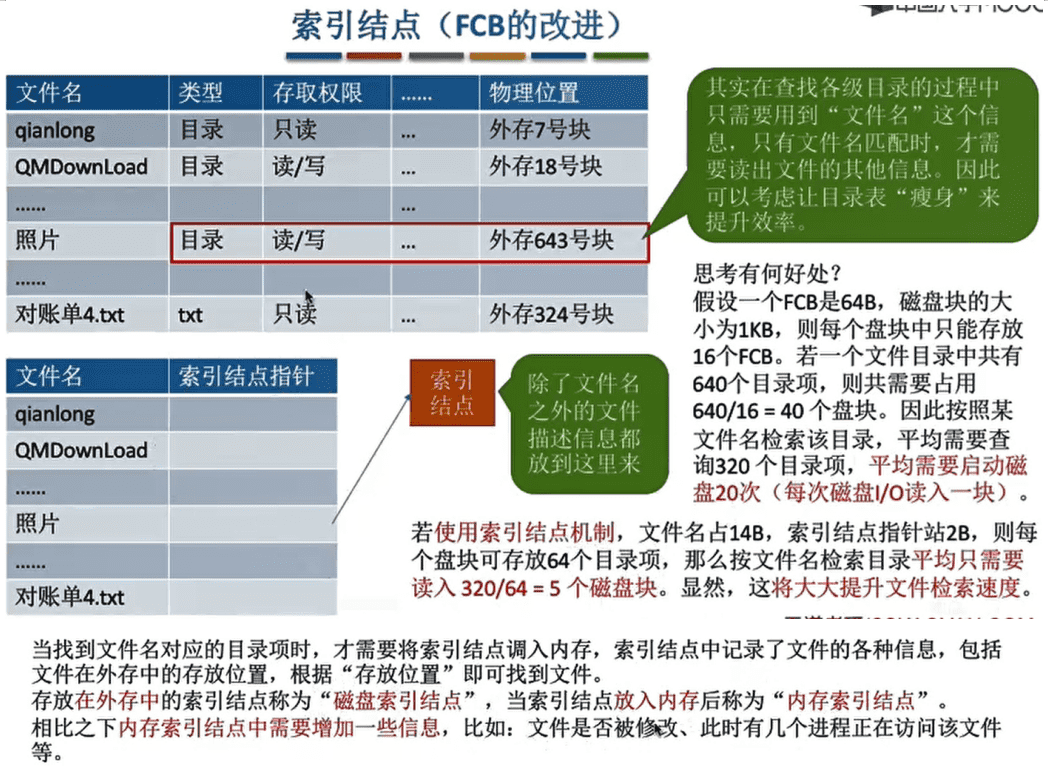 索引结点（FCB的改进）
文件名 类型 存取权限 …… 物理位置
qianlong 目录 只读 ... 外存7号块
QMDownLoad 目录 读/写 ... 外存18号块
…… ...
照片 目录 读/写 ... 外存643号块
……
对账单4.txt txt 只读 ... 外存324号块
其实在查找各级目录的过程中
只需要用到“文件名”这个信
息，只有文件名匹配时，才需
要读出文件的其他信息。因此
可以考虑让目录表“瘦身”来
提升效率。
文件名 索引结点指针
qianlong
QMDownLoad
……
照片
……
对账单4.txt
索引
结点
除了文件名
之外的文件
描述信息都
放到这里来
思考有何好处？
假设一个FCB是64B，磁盘块的大
小为1KB，则每个盘块中只能存放
16个FCB。若一个文件目录中共有
640个目录项，则共需要占用
640/16 = 40 个盘块。因此按照某
文件名检索该目录，平均需要查
询320 个目录项，平均需要启动磁
盘20次（每次磁盘I/O读入一块）。
若使用索引结点机制，文件名占14B，索引结点指针站2B，则每
个盘块可存放64个目录项，那么按文件名检索目录平均只需要
读入 320/64 = 5 个磁盘块。显然，这将大大提升文件检索速度。
当找到文件名对应的目录项时，才需要将索引结点调入内存，索引结点中记录了文件的各种信息，包括
文件在外存中的存放位置，根据“存放位置”即可找到文件。
存放在外存中的索引结点称为“磁盘索引结点”，当索引结点放入内存后称为“内存索引结点”。
相比之下内存索引结点中需要增加一些信息，比如：文件是否被修改、此时有几个进程正在访问该文件
等。